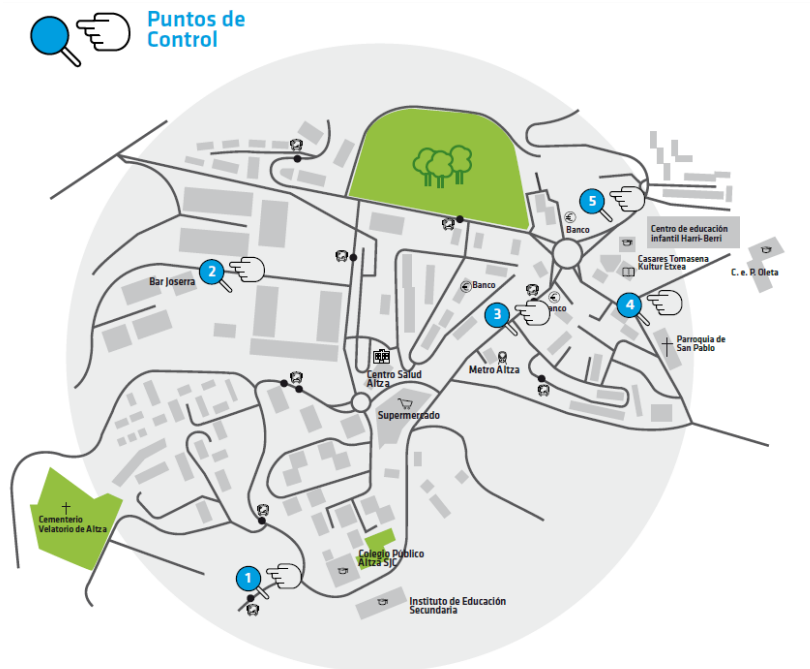 Puntos de
Control
5
Banco
Centro de educación
infantil Harri-Berri
Casares Tomasena
Kultur Etxea
C. e. P. Oleta
2
Bar Joserra
Banco
3
Banco
4
Parroquia de
San Pablo
Metro Altza
Centro Salud
Altza
Supermercado
Cementerio
Velatorio de Altza
Colegio Público
Altza SJC
1
Instituto de Educación
Secundaria